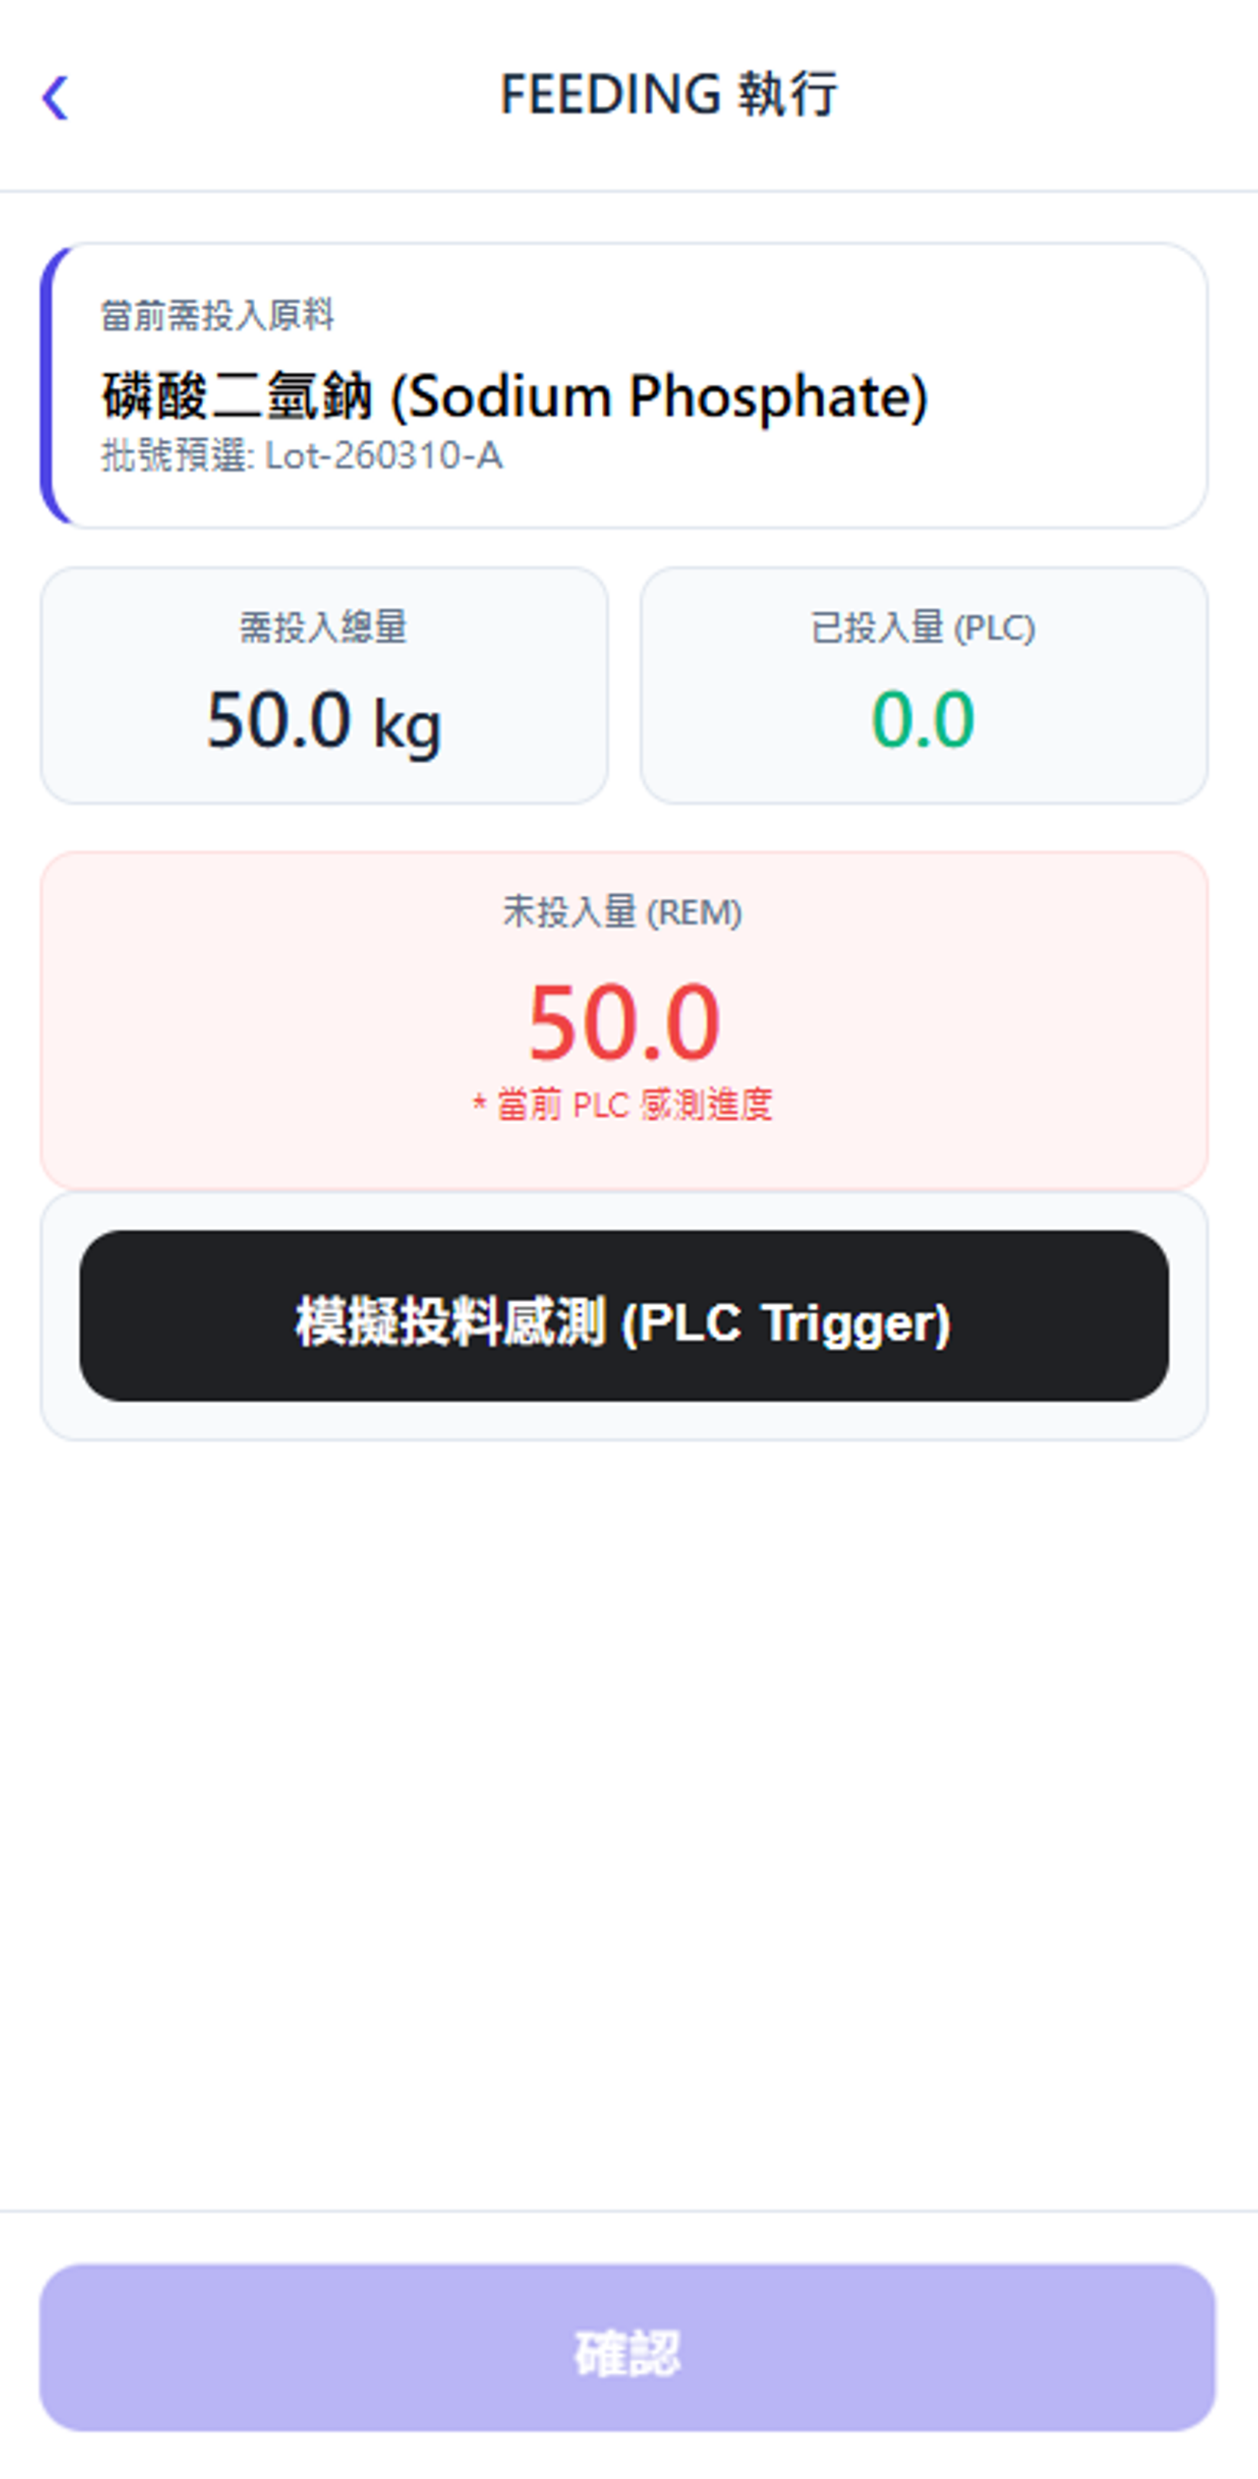 FEEDING 執行
當前需投入原料
磷酸二氫鈉 (Sodium Phosphate)
批號預選: Lot-260310-A
需投入總量
50.0 kg
已投入量 (PLC)
0.0
未投入量 (REM)
50.0
* 當前 PLC 感測進度
模擬投料感測 (PLC Trigger)
確認